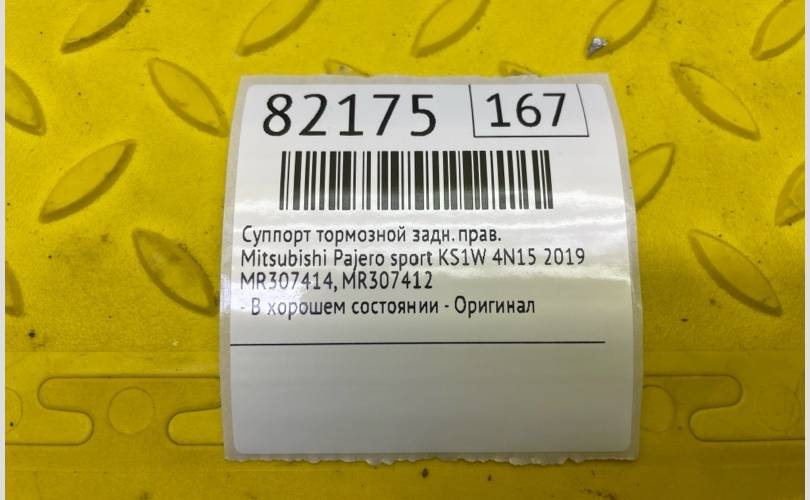 82175 167
Суппорт тормозной задн. прав.
Mitsubishi Pajero sport KS1W 4N15 2019
MR307414, MR307412
- В хорошем состоянии - Оригинал